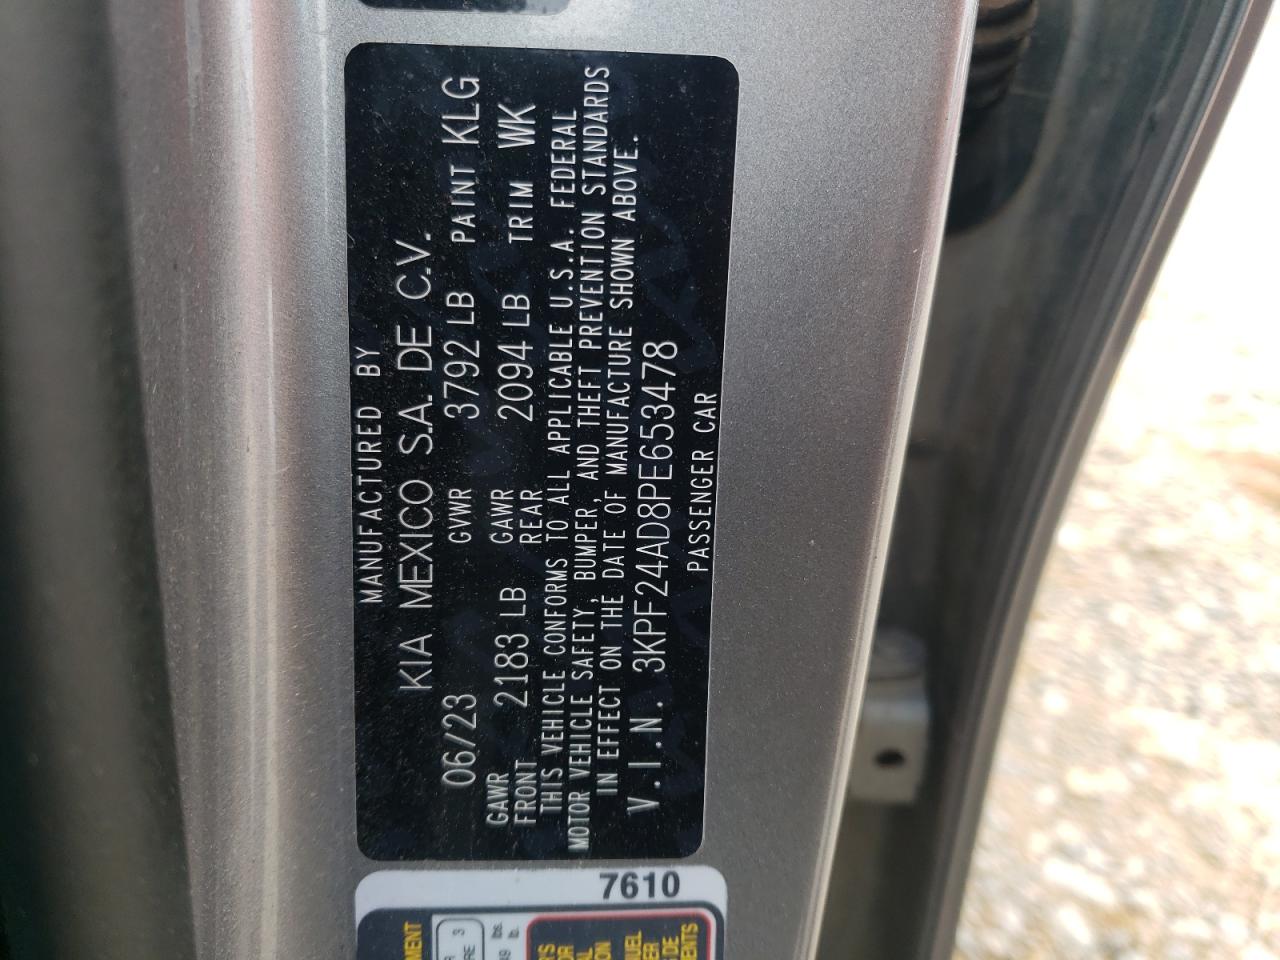 MANUFACTURED BY
KIA MEXICO S.A. DE C.V.
06/23 GVWR 3792 LB PAINT KLG
GAWR FRONT 2183 LB GAWR REAR 2094 LB TRIM WK
THIS VEHICLE CONFORMS TO ALL APPLICABLE U.S.A. FEDERAL
MOTOR VEHICLE SAFETY, BUMPER, AND THEFT PREVENTION STANDARDS
IN EFFECT ON THE DATE OF MANUFACTURE SHOWN ABOVE.
V.I.N. 3KPF24AD8PE653478
PASSENGER CAR
7610